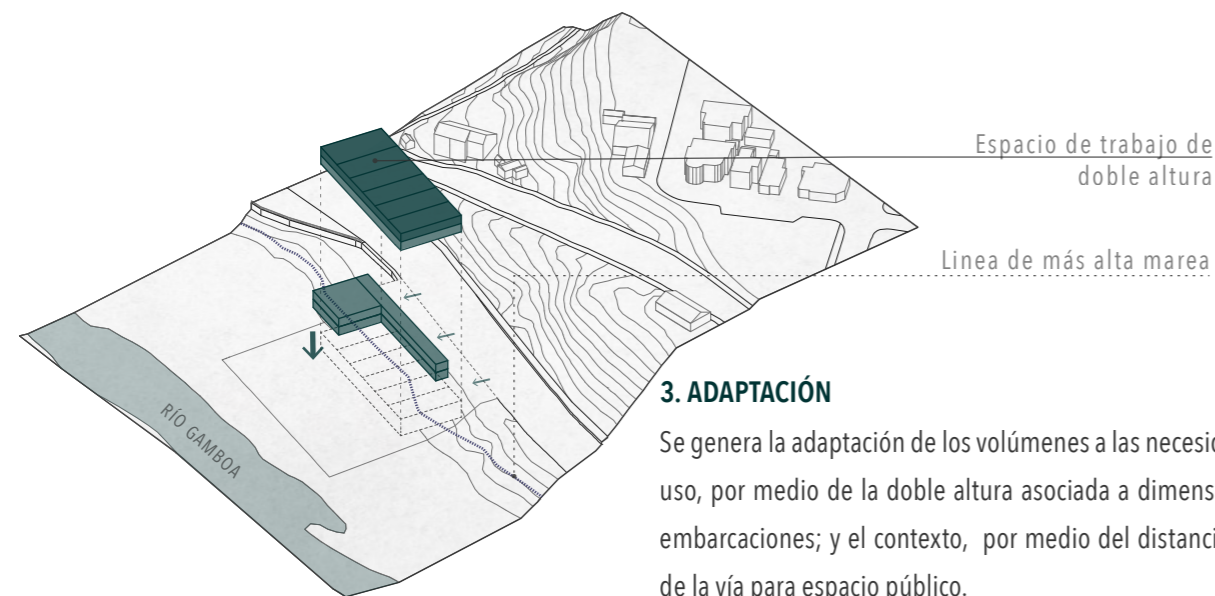 Espacio de trabajo de
doble altura
Linea de más alta marea
RÍO GAMBOA
3. ADAPTACIÓN
Se genera la adaptación de los volúmenes a las necesid
uso, por medio de la doble altura asociada a dimens
embarcaciones; y el contexto, por medio del distanci
de la vía para espacio público.